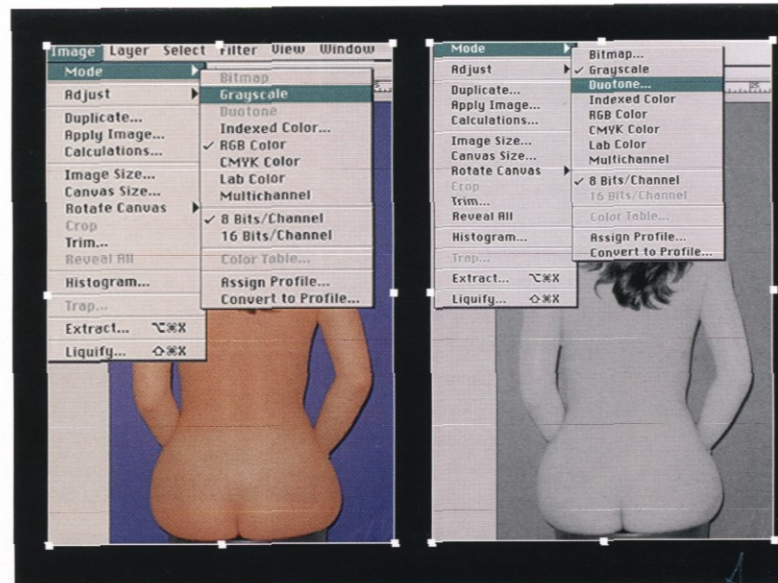 Image Layer Select Filter View Window
Mode
Adjust
Duplicate...
Apply Image...
Calculations...
Image Size...
Canvas Size...
Rotate Canvas
Crop
Trim...
Reveal All
Histogram...
Trap...
Extract... ⌥⌘X
Liquify... ⇧⌘X
Bitmap
Grayscale
Duotone
Indexed Color...
✓ RGB Color
CMYK Color
Lab Color
Multichannel
✓ 8 Bits/Channel
16 Bits/Channel
Color Table...
Assign Profile...
Convert to Profile...
Mode
Adjust
Duplicate...
Apply Image...
Calculations...
Image Size...
Canvas Size...
Rotate Canvas
Crop
Trim...
Reveal All
Histogram...
Trap...
Extract... ⌥⌘X
Liquify... ⇧⌘X
Bitmap...
✓ Grayscale
Duotone...
Indexed Color
RGB Color
CMYK Color
Lab Color
Multichannel
✓ 8 Bits/Channel
16 Bits/Channel
Color Table...
Assign Profile...
Convert to Profile...